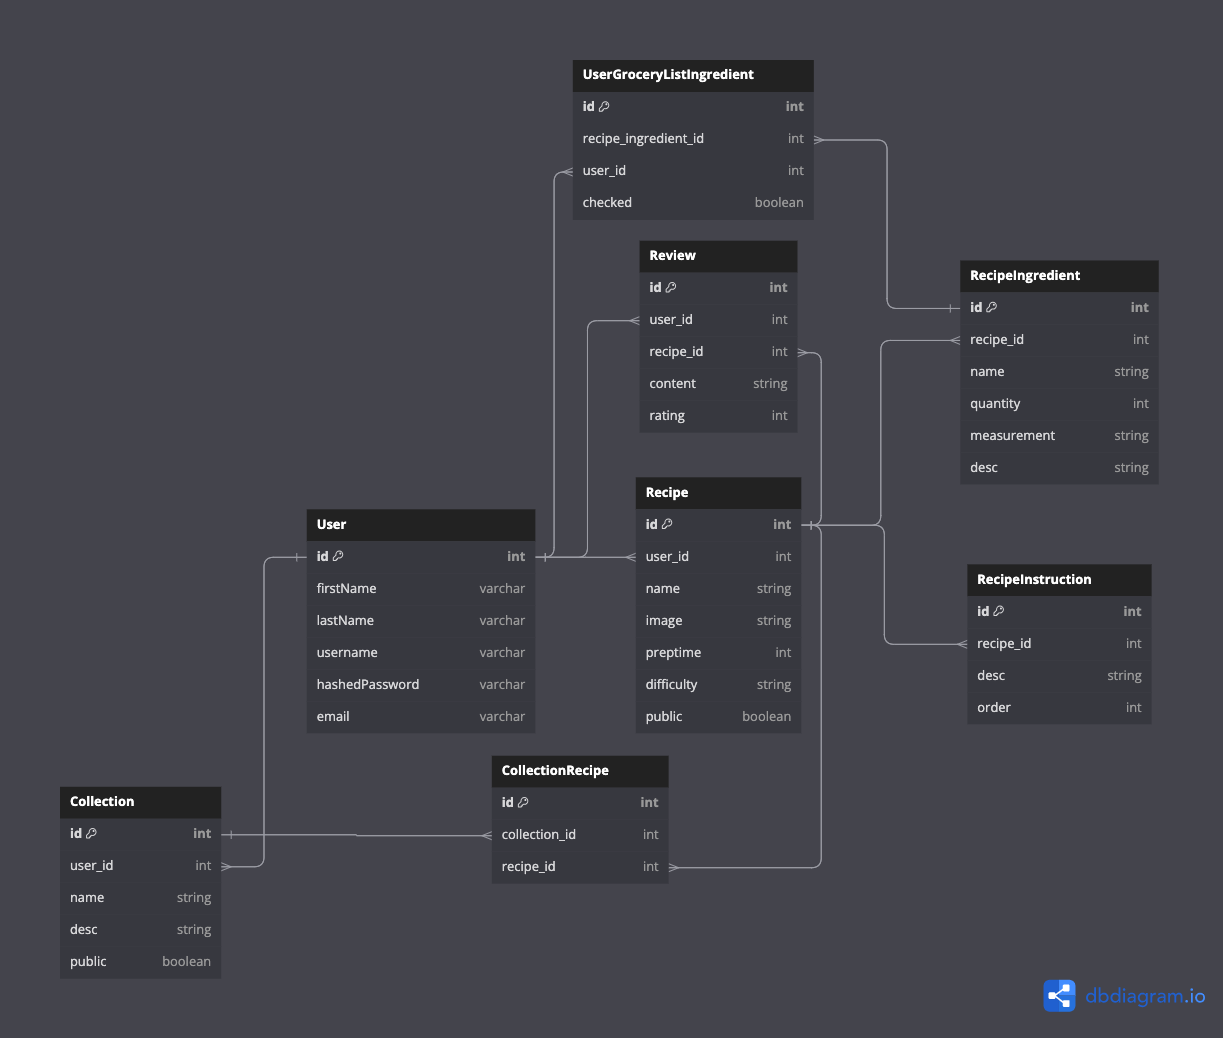 UserGroceryListIngredient
id int
recipe_ingredient_id int
user_id int
checked boolean
Review
id int
user_id int
recipe_id int
content string
rating int
RecipeIngredient
id int
recipe_id int
name string
quantity int
measurement string
desc string
User
id int
firstName varchar
lastName varchar
username varchar
hashedPassword varchar
email varchar
Recipe
id int
user_id int
name string
image string
preptime int
difficulty string
public boolean
RecipeInstruction
id int
recipe_id int
desc string
order int
Collection
id int
user_id int
name string
desc string
public boolean
CollectionRecipe
id int
collection_id int
recipe_id int
dbdiagram.io